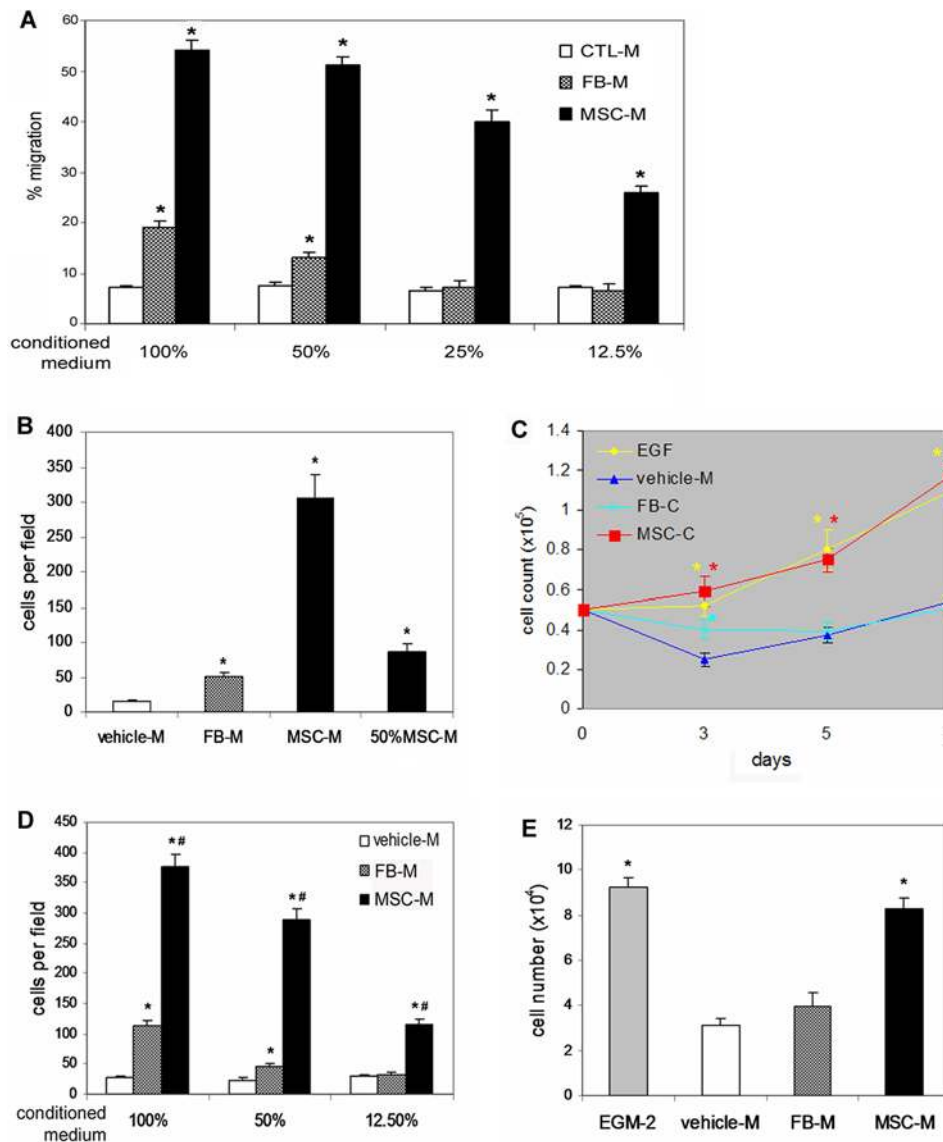 A
60
50
40
30
20
10
0
% migration
CTL-M
FB-M
MSC-M
* * * * * *
conditioned medium
100% 50% 25% 12.5%
B
400
350
300
250
200
150
100
50
0
cells per field
* * *
vehicle-M FB-M MSC-M 50%MSC-M
C
1.4
1.2
1
0.8
0.6
0.4
0.2
0
cell count (x10⁵)
EGF
vehicle-M
FB-C
MSC-C
* * * * * *
0 3 5
days
D
450
400
350
300
250
200
150
100
50
0
cells per field
vehicle-M
FB-M
MSC-M
* *# * *# *#
conditioned medium
100% 50% 12.50%
E
12
10
8
6
4
2
0
cell number (x10⁴)
* *
EGM-2 vehicle-M FB-M MSC-M